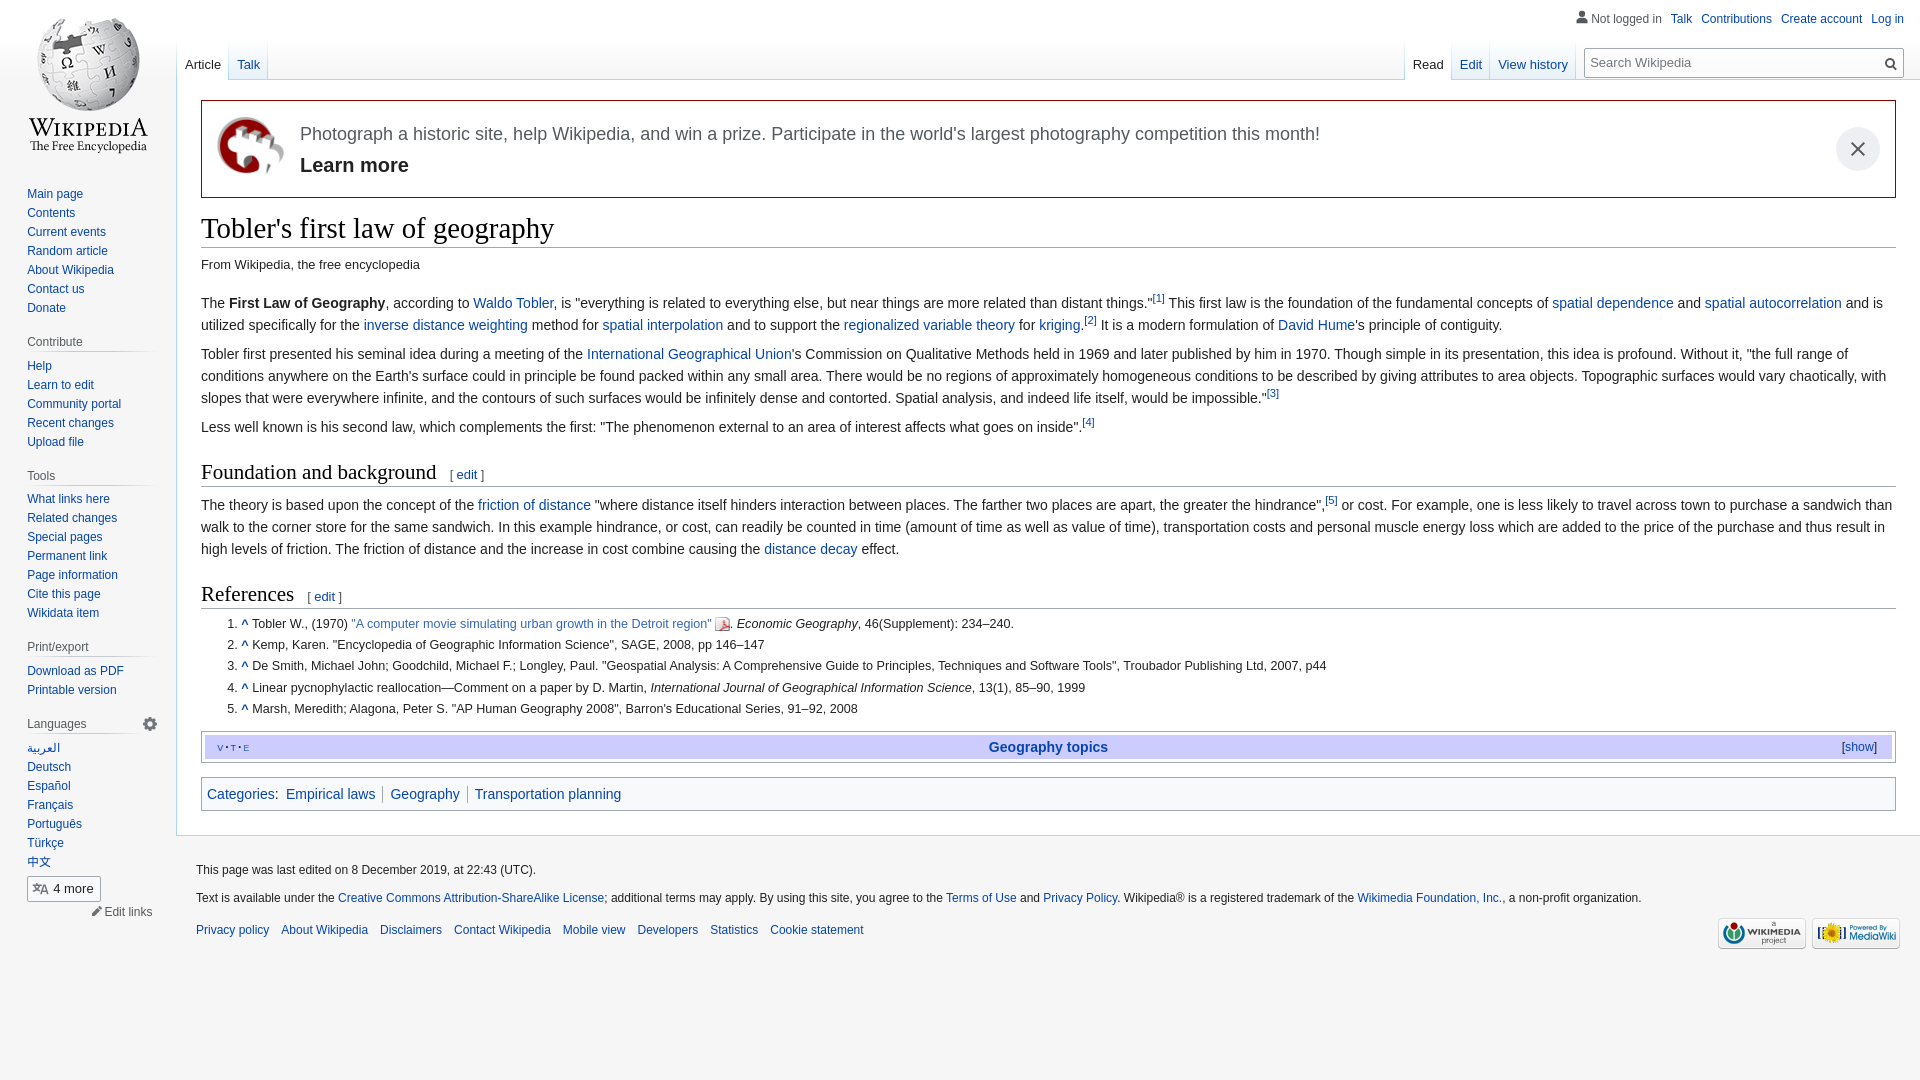 Not logged in Talk Contributions Create account Log in
Article Talk Read Edit View history Search Wikipedia
WIKIPEDIA
The Free Encyclopedia
Main page
Contents
Current events
Random article
About Wikipedia
Contact us
Donate
Contribute
Help
Learn to edit
Community portal
Recent changes
Upload file
Tools
What links here
Related changes
Special pages
Permanent link
Page information
Cite this page
Wikidata item
Print/export
Download as PDF
Printable version
Languages
العربية
Deutsch
Español
Français
Português
Türkçe
中文
4 more
Edit links
Photograph a historic site, help Wikipedia, and win a prize. Participate in the world's largest photography competition this month!
Learn more
Tobler's first law of geography
From Wikipedia, the free encyclopedia
The First Law of Geography, according to Waldo Tobler, is "everything is related to everything else, but near things are more related than distant things."[1] This first law is the foundation of the fundamental concepts of spatial dependence and spatial autocorrelation and is
utilized specifically for the inverse distance weighting method for spatial interpolation and to support the regionalized variable theory for kriging.[2] It is a modern formulation of David Hume's principle of contiguity.
Tobler first presented his seminal idea during a meeting of the International Geographical Union's Commission on Qualitative Methods held in 1969 and later published by him in 1970. Though simple in its presentation, this idea is profound. Without it, "the full range of
conditions anywhere on the Earth's surface could in principle be found packed within any small area. There would be no regions of approximately homogeneous conditions to be described by giving attributes to area objects. Topographic surfaces would vary chaotically, with
slopes that were everywhere infinite, and the contours of such surfaces would be infinitely dense and contorted. Spatial analysis, and indeed life itself, would be impossible."[3]
Less well known is his second law, which complements the first: "The phenomenon external to an area of interest affects what goes on inside".[4]
Foundation and background [ edit ]
The theory is based upon the concept of the friction of distance "where distance itself hinders interaction between places. The farther two places are apart, the greater the hindrance",[5] or cost. For example, one is less likely to travel across town to purchase a sandwich than
walk to the corner store for the same sandwich. In this example hindrance, or cost, can readily be counted in time (amount of time as well as value of time), transportation costs and personal muscle energy loss which are added to the price of the purchase and thus result in
high levels of friction. The friction of distance and the increase in cost combine causing the distance decay effect.
References [ edit ]
1. ^ Tobler W., (1970) "A computer movie simulating urban growth in the Detroit region" . Economic Geography, 46(Supplement): 234–240.
2. ^ Kemp, Karen. "Encyclopedia of Geographic Information Science", SAGE, 2008, pp 146–147
3. ^ De Smith, Michael John; Goodchild, Michael F.; Longley, Paul. "Geospatial Analysis: A Comprehensive Guide to Principles, Techniques and Software Tools", Troubador Publishing Ltd, 2007, p44
4. ^ Linear pycnophylactic reallocation—Comment on a paper by D. Martin, International Journal of Geographical Information Science, 13(1), 85–90, 1999
5. ^ Marsh, Meredith; Alagona, Peter S. "AP Human Geography 2008", Barron's Educational Series, 91–92, 2008
V · T · E Geography topics [show]
Categories: Empirical laws | Geography | Transportation planning
This page was last edited on 8 December 2019, at 22:43 (UTC).
Text is available under the Creative Commons Attribution-ShareAlike License; additional terms may apply. By using this site, you agree to the Terms of Use and Privacy Policy. Wikipedia® is a registered trademark of the Wikimedia Foundation, Inc., a non-profit organization.
Privacy policy About Wikipedia Disclaimers Contact Wikipedia Mobile view Developers Statistics Cookie statement
a
WIKIMEDIA
project
Powered By
MediaWiki